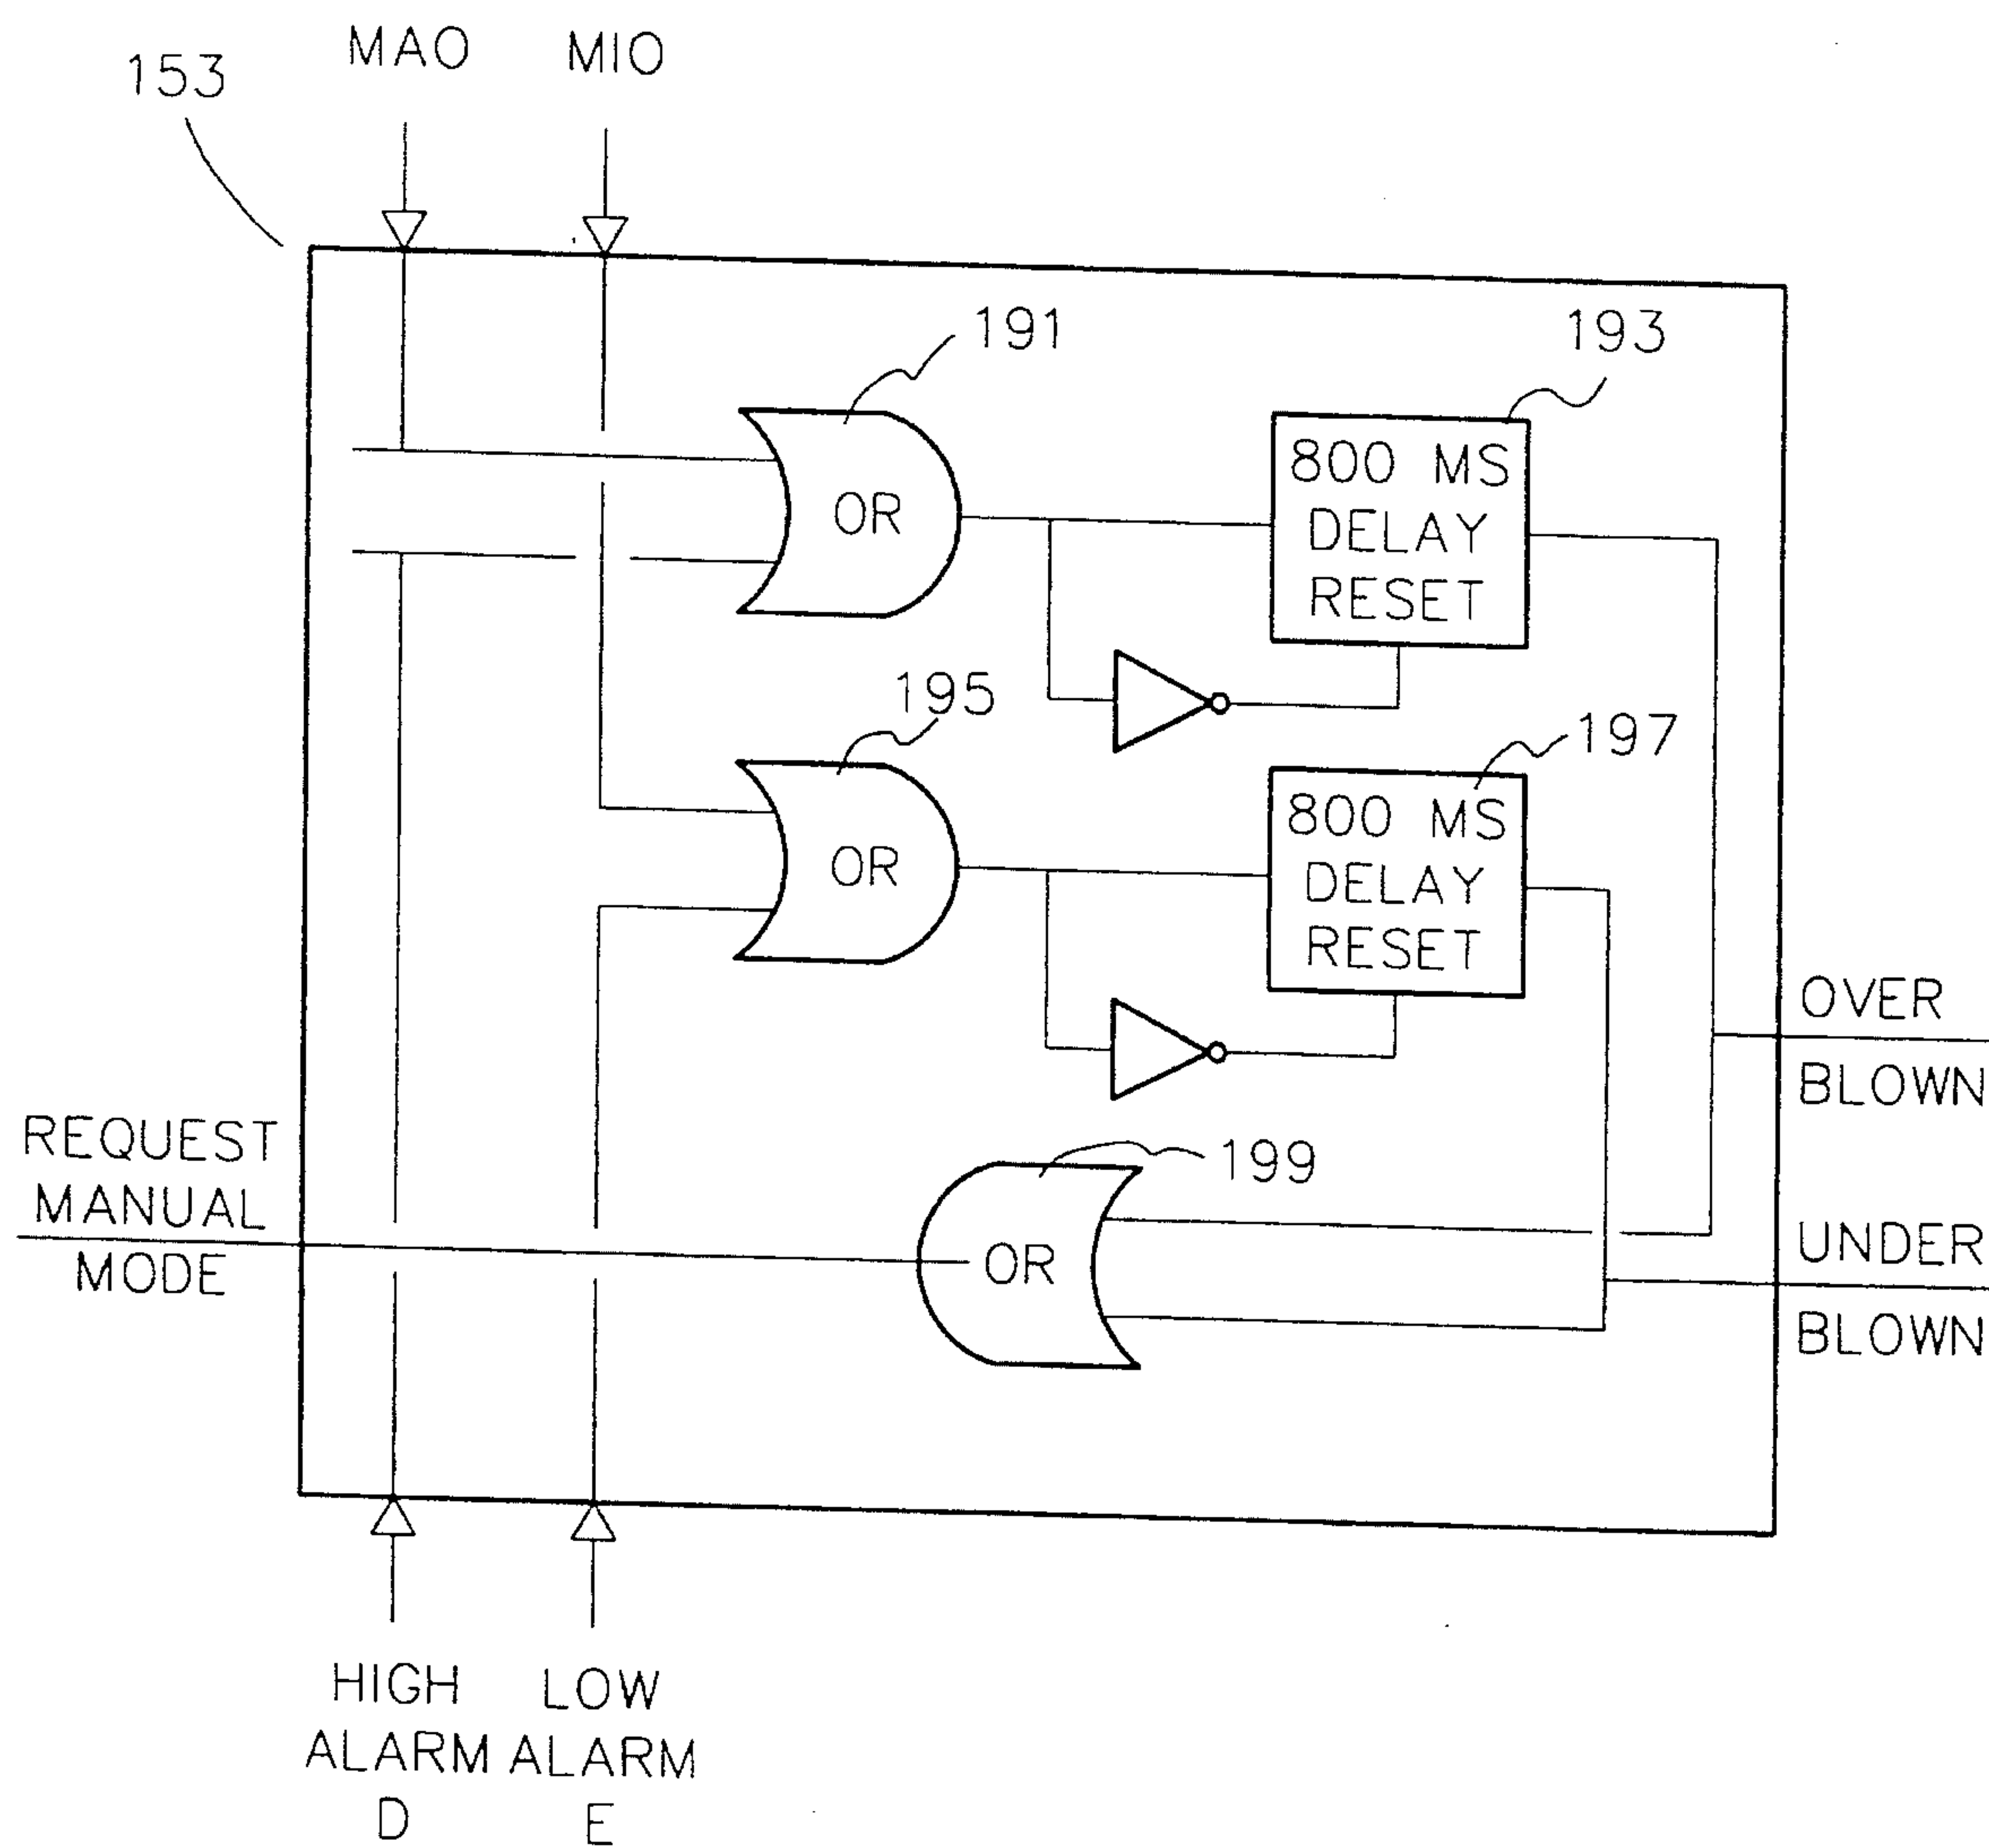 MAO
MIO
153
191
193
OR
800 MS
DELAY
RESET
195
197
OR
800 MS
DELAY
RESET
OVER
BLOWN
REQUEST
MANUAL
MODE
199
OR
UNDER
BLOWN
HIGH
ALARM
D
LOW
ALARM
E